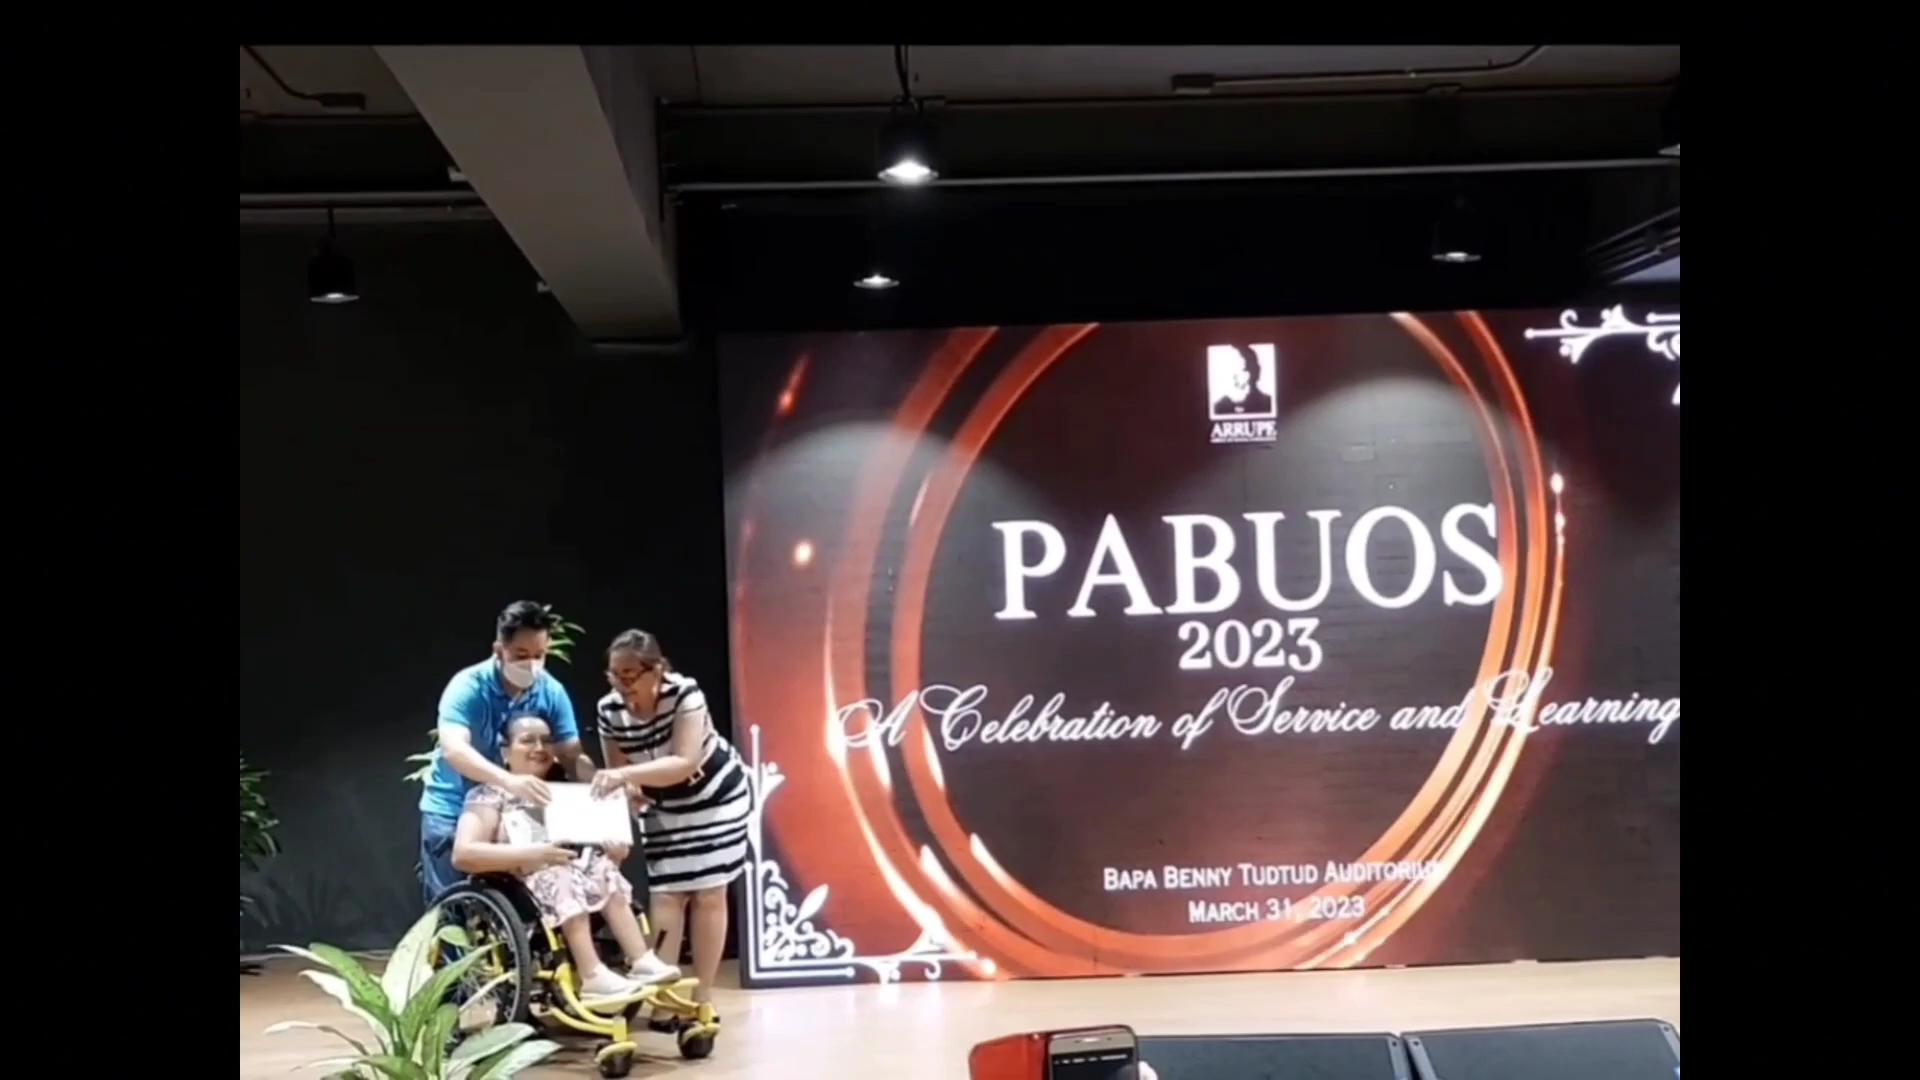 ARRUPE
PABUOS
2023
A Celebration of Service and Learning
BAPA BENNY TUDTUD AUDITORIUM
MARCH 31, 2023